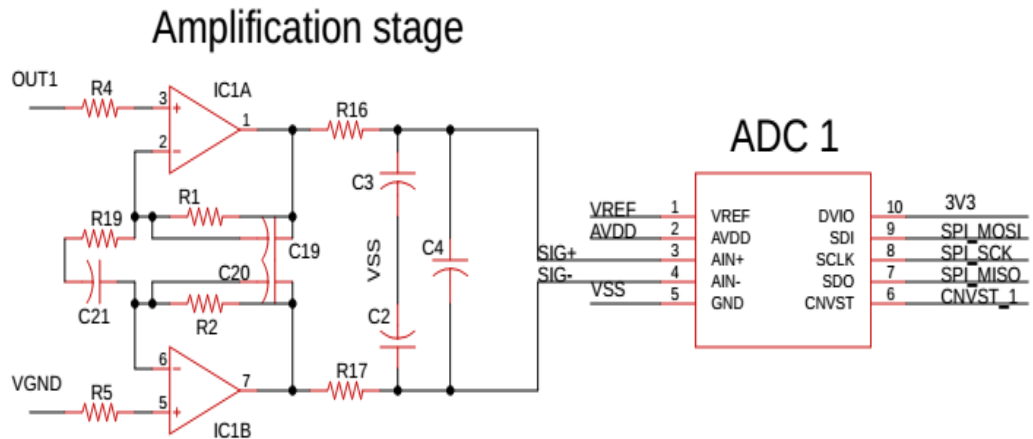 Amplification stage
OUT1
R4
3
2
IC1A
1
R16
R1
R19
C19
C20
C21
R2
C3
VSS
C4
C2
6
5
7
R17
VGND
R5
IC1B
ADC 1
VREF 1 VREF DVIO 10 3V3
AVDD 2 AVDD SDI 9 SPI_MOSI
SIG+ 3 AIN+ SCLK 8 SPI_SCK
SIG- 4 AIN- SDO 7 SPI_MISO
VSS 5 GND CNVST 6 CNVST_1